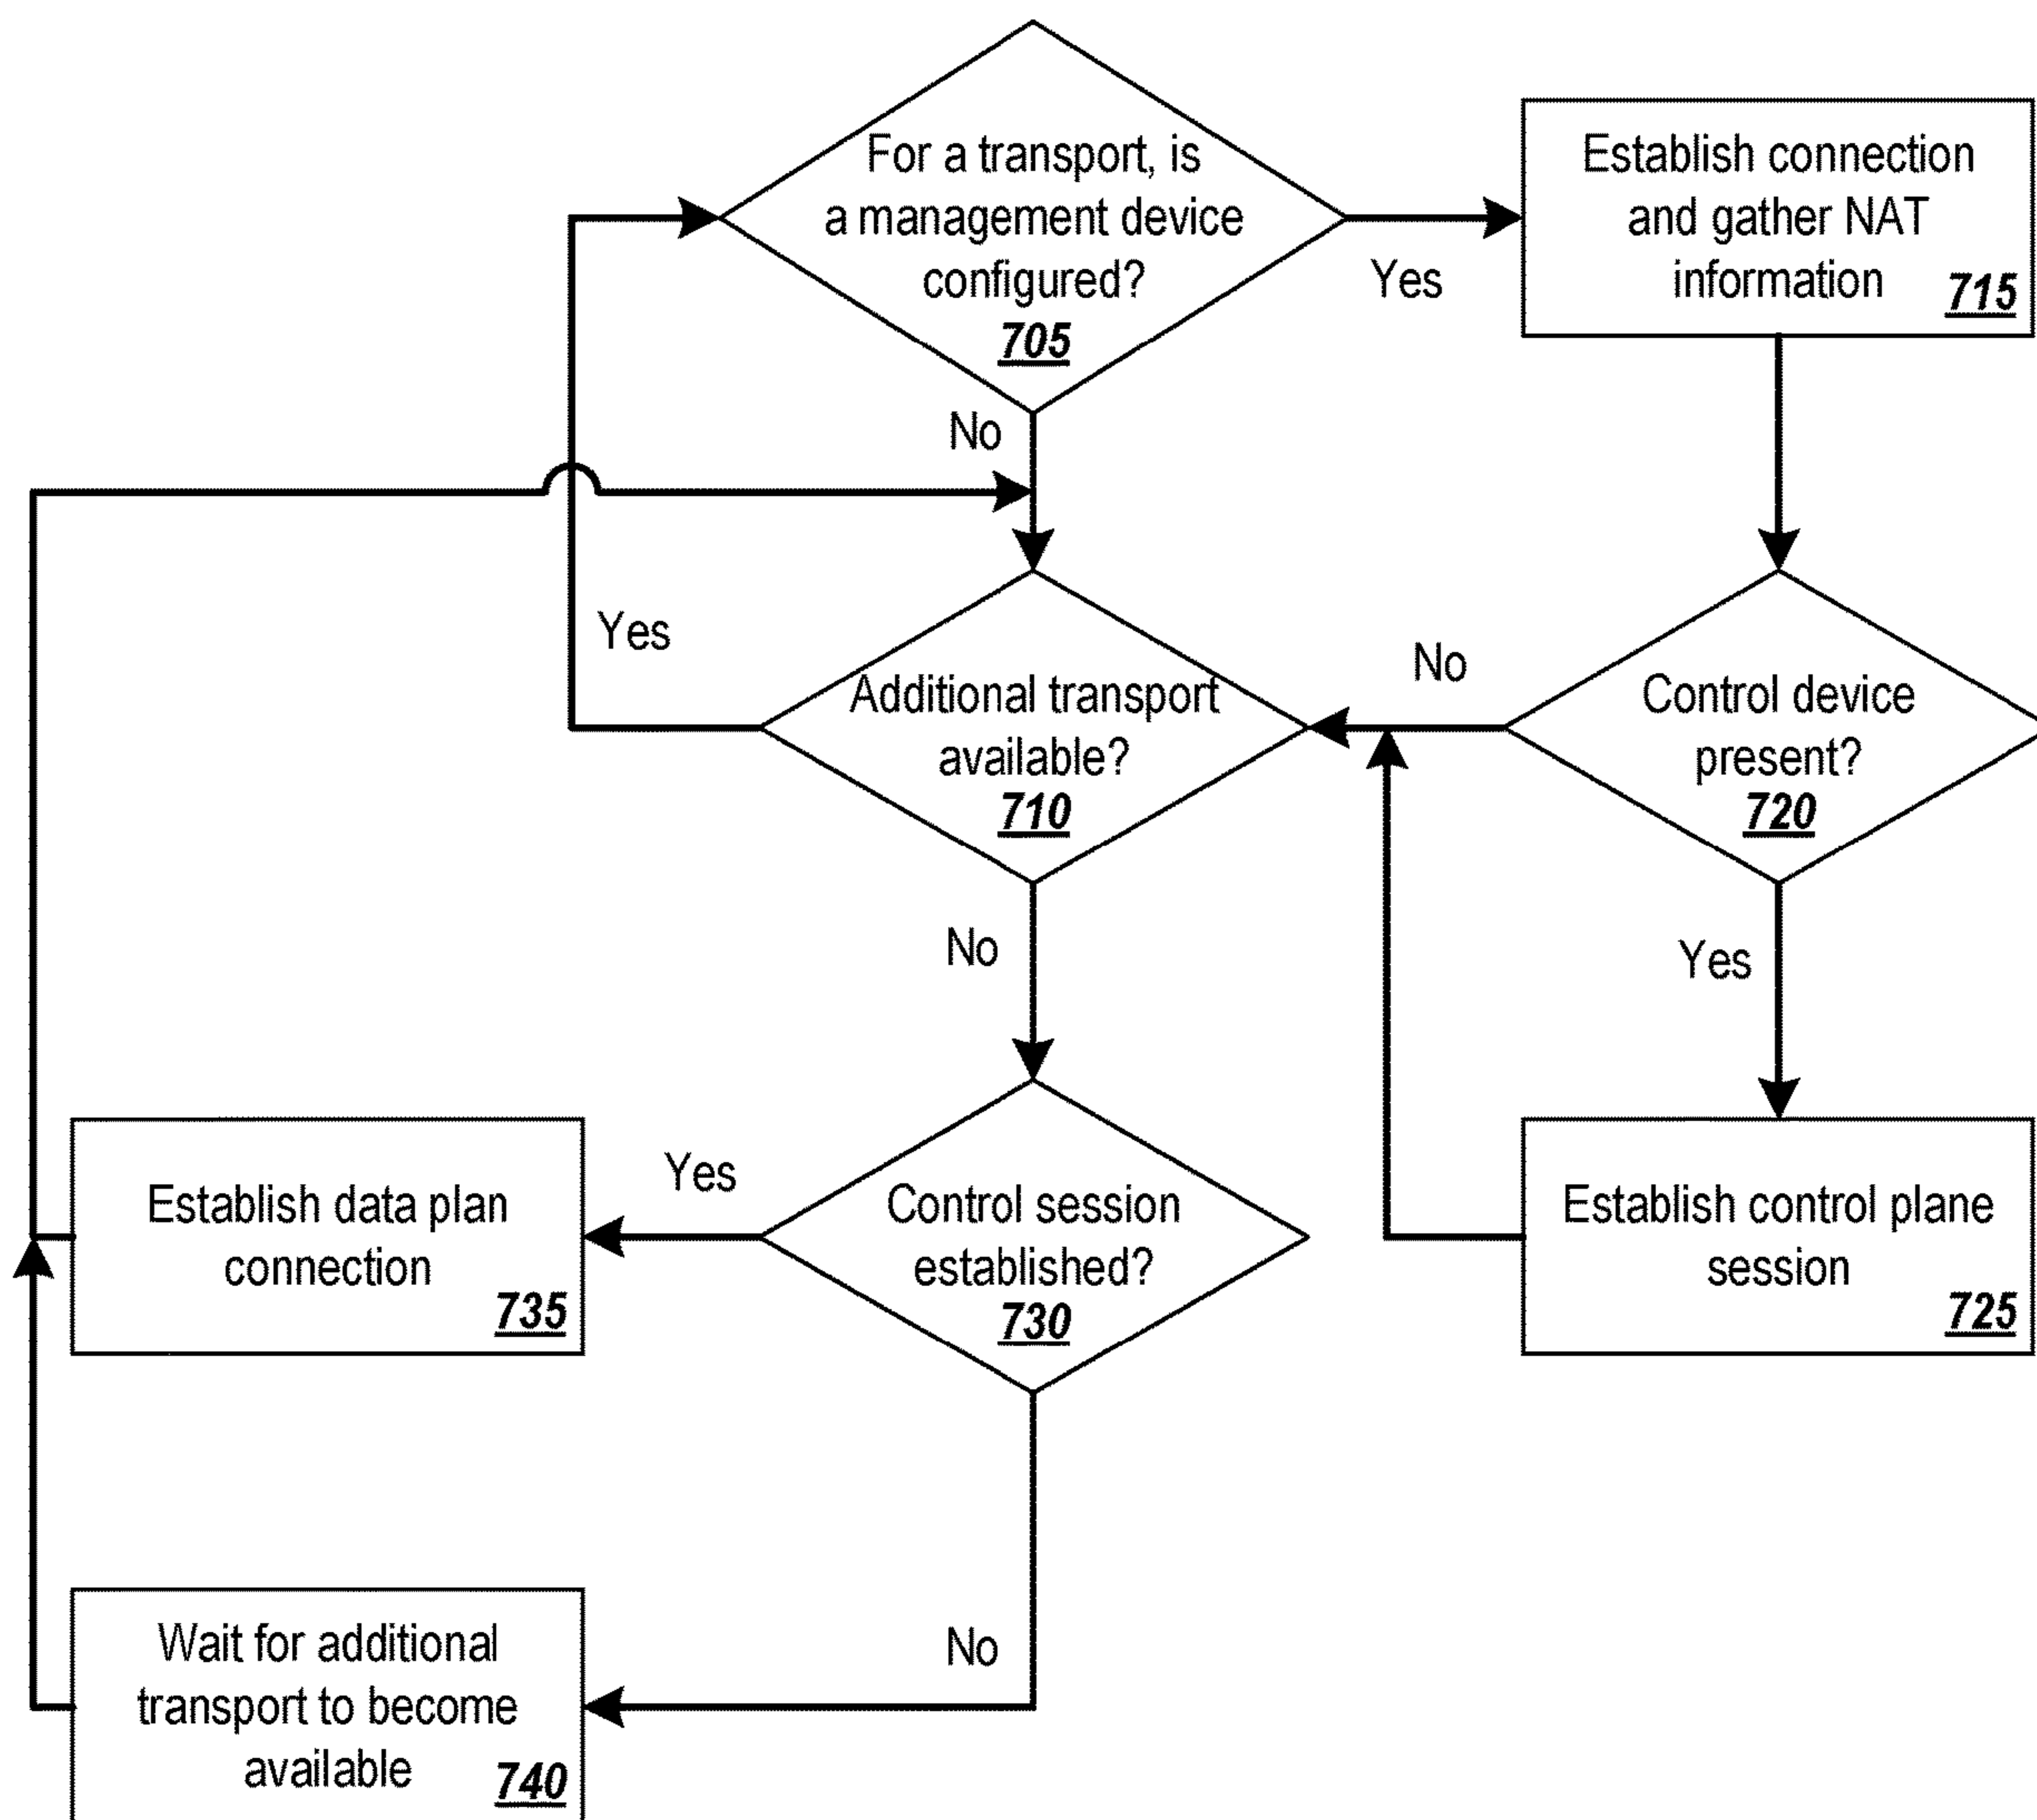 For a transport, is
a management device
configured?
705
Yes
Establish connection
and gather NAT
information
715
No
Yes
Additional transport
available?
710
No
Control device
present?
720
No
Yes
Establish data plan
connection
735
Yes
Control session
established?
730
Establish control plane
session
725
No
Wait for additional
transport to become
available
740